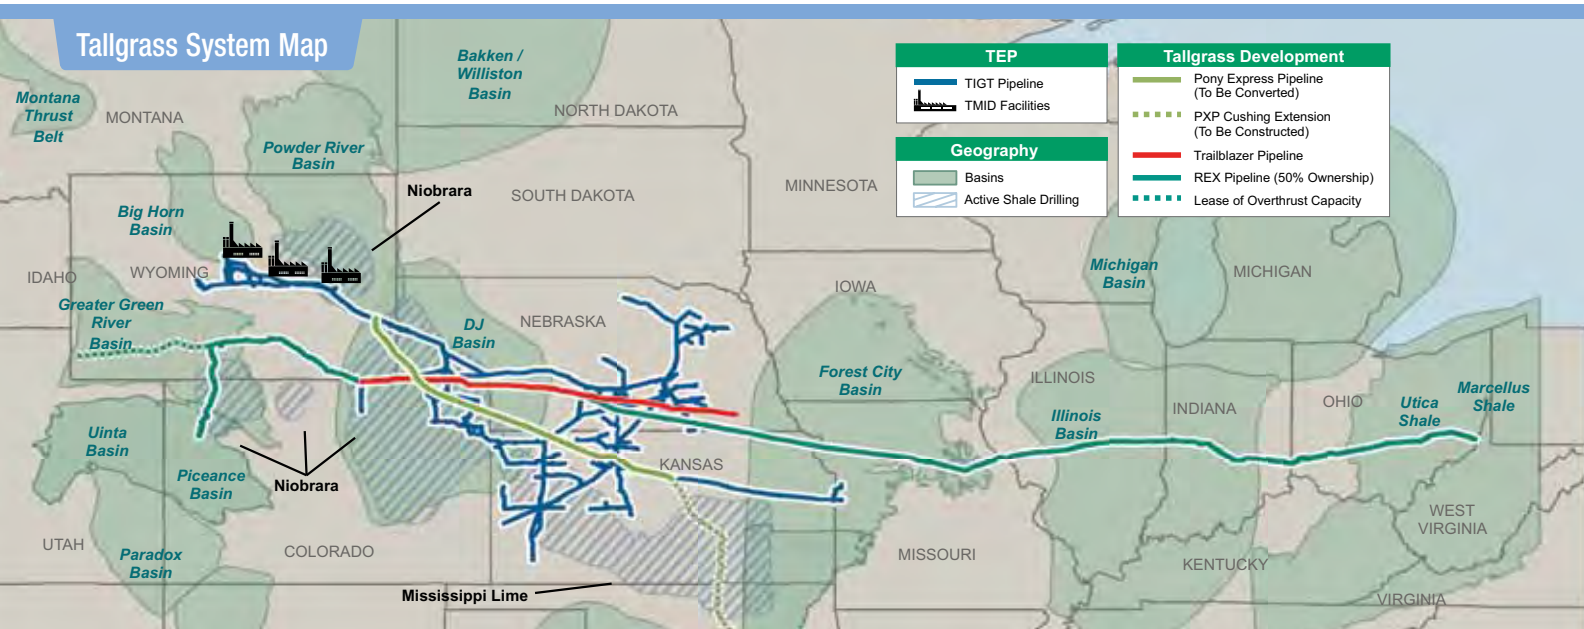 Tallgrass System Map
TEP
TIGT Pipeline
TMID Facilities
Geography
Basins
Active Shale Drilling
Tallgrass Development
Pony Express Pipeline
(To Be Converted)
PXP Cushing Extension
(To Be Constructed)
Trailblazer Pipeline
REX Pipeline (50% Ownership)
Lease of Overthrust Capacity
Montana
Thrust
Belt
MONTANA
Bakken /
Williston
Basin
NORTH DAKOTA
Powder River
Basin
Niobrara
SOUTH DAKOTA
MINNESOTA
Big Horn
Basin
IDAHO
WYOMING
Greater Green
River
Basin
DJ
Basin
NEBRASKA
IOWA
Michigan
Basin
MICHIGAN
Forest City
Basin
ILLINOIS
Illinois
Basin
INDIANA
OHIO
Utica
Shale
Marcellus
Shale
Uinta
Basin
Piceance
Basin
Niobrara
KANSAS
UTAH
Paradox
Basin
COLORADO
Mississippi Lime
MISSOURI
KENTUCKY
WEST
VIRGINIA
VIRGINIA